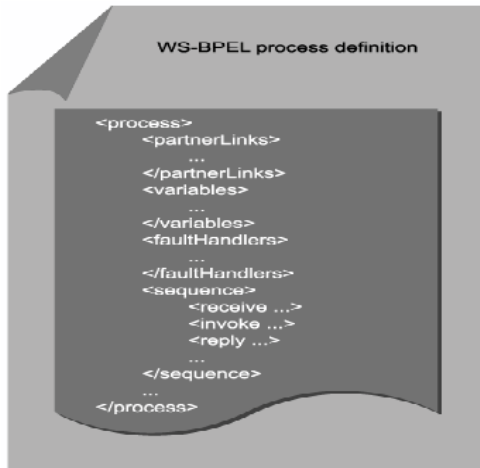 WS-BPEL process definition
<process>
<partnerLinks>
...
</partnerLinks>
<variables>
...
</variables>
<faultHandlers>
...
</faultHandlers>
<sequence>
<receive ...>
<invoke ...>
<reply ...>
...
</sequence>
...
</process>